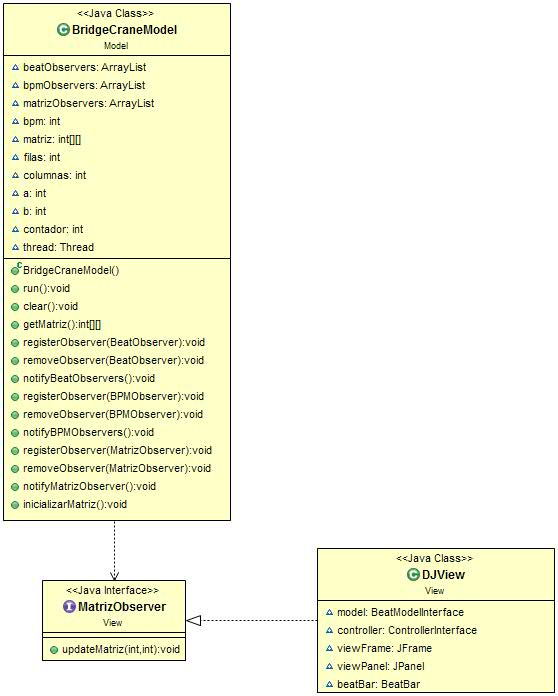 <<Java Class>>
BridgeCraneModel
Model
beatObservers: ArrayList
bpmObservers: ArrayList
matrizObservers: ArrayList
bpm: int
matriz: int[][]
filas: int
columnas: int
a: int
b: int
contador: int
thread: Thread
BridgeCraneModel()
run():void
clear():void
getMatriz():int[][]
registerObserver(BeatObserver):void
removeObserver(BeatObserver):void
notifyBeatObservers():void
registerObserver(BPMObserver):void
removeObserver(BPMObserver):void
notifyBPMObservers():void
registerObserver(MatrizObserver):void
removeObserver(MatrizObserver):void
notifyMatrizObserver():void
inicializarMatriz():void
<<Java Interface>>
MatrizObserver
View
updateMatriz(int,int):void
<<Java Class>>
DJView
View
model: BeatModelInterface
controller: ControllerInterface
viewFrame: JFrame
viewPanel: JPanel
beatBar: BeatBar